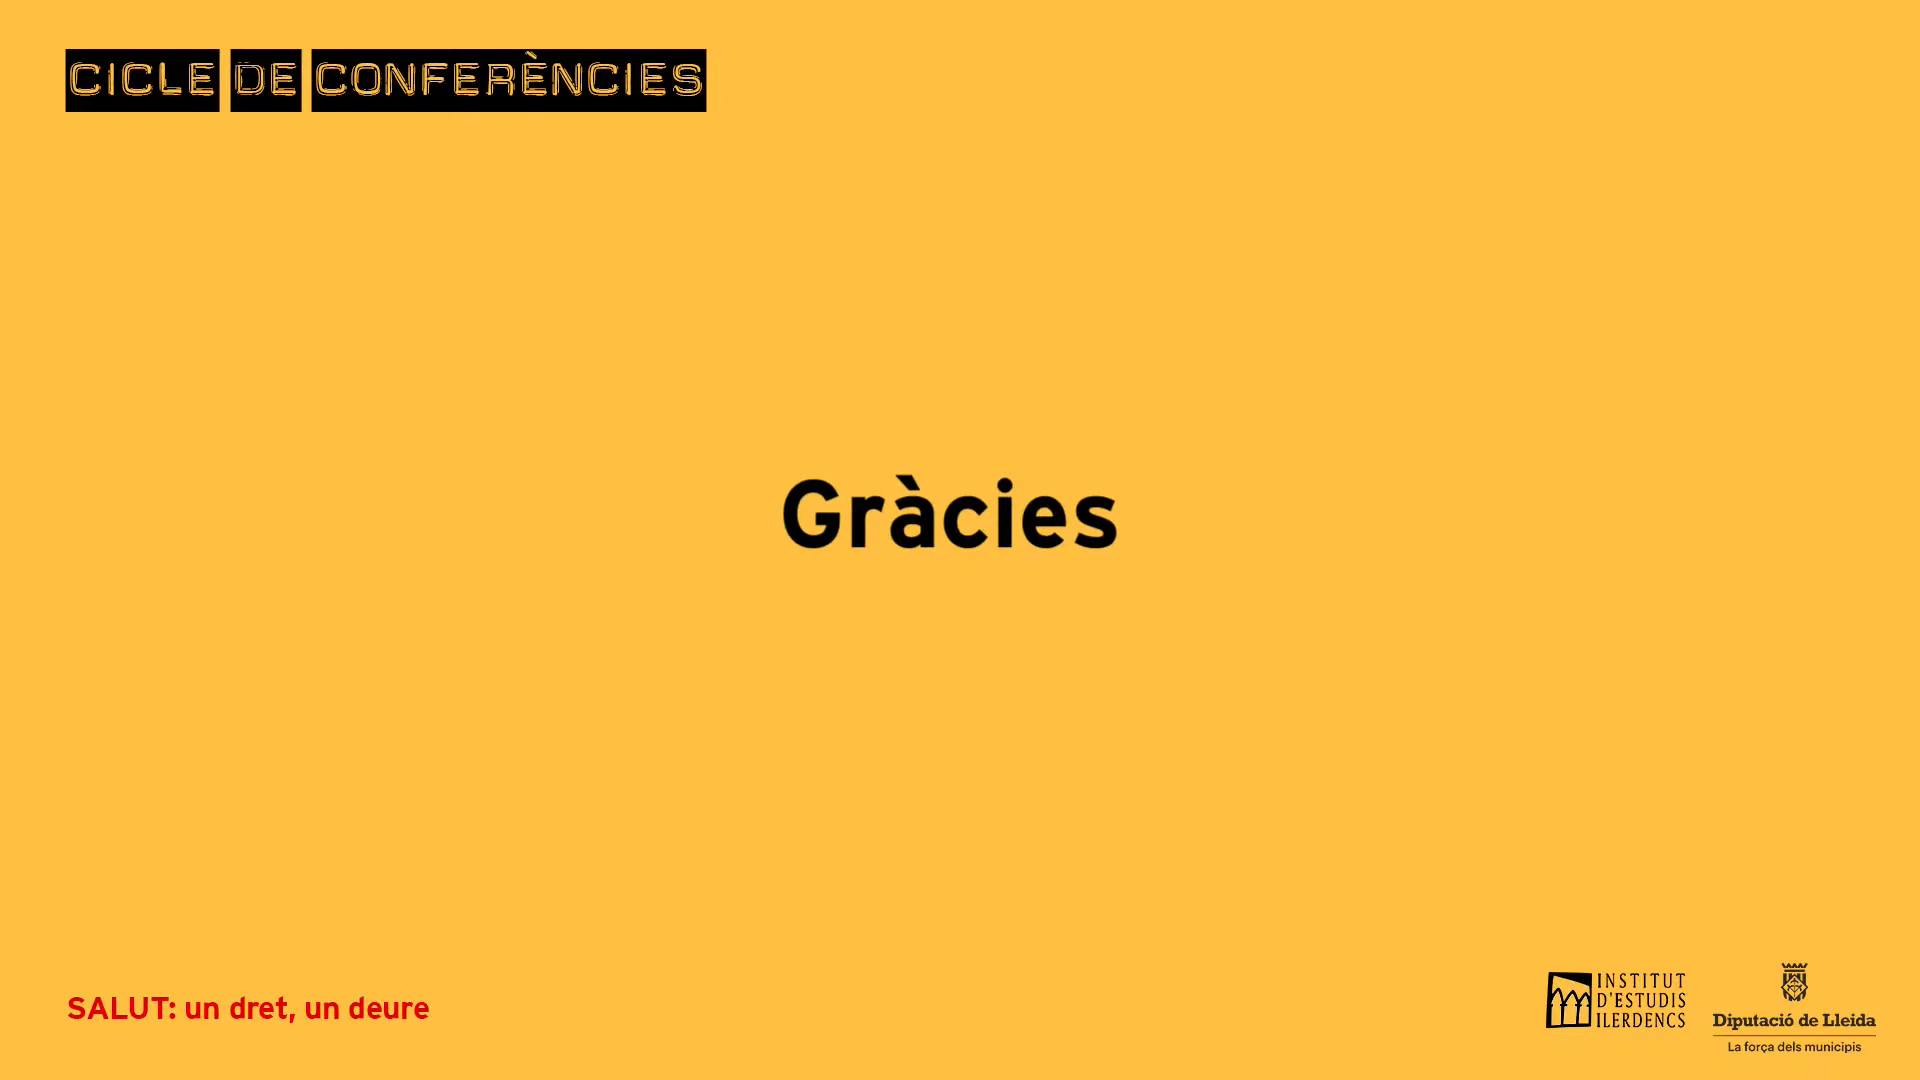 CICLE DE CONFERÈNCIES
Gràcies
SALUT: un dret, un deure
INSTITUT
D'ESTUDIS
ILERDENCS
Diputació de Lleida
La força dels municipis